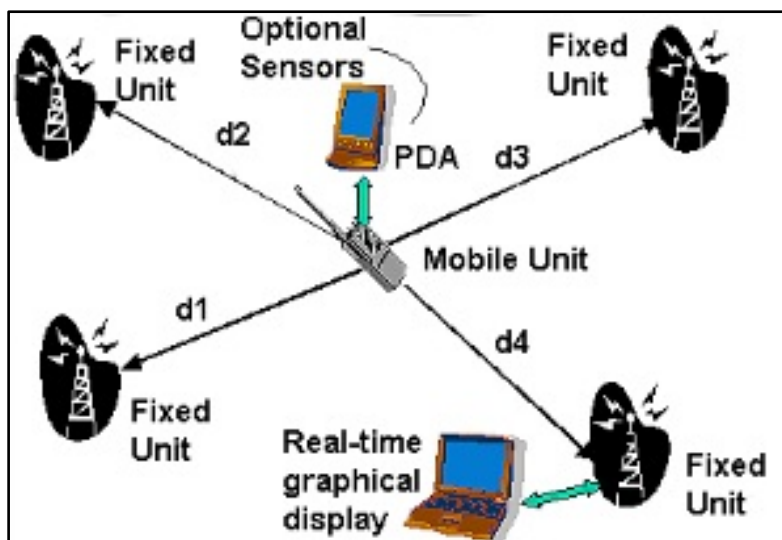 Fixed
Unit
Optional
Sensors
Fixed
Unit
d2
PDA
d3
Mobile Unit
d1
d4
Fixed
Unit
Real-time
graphical
display
Fixed
Unit